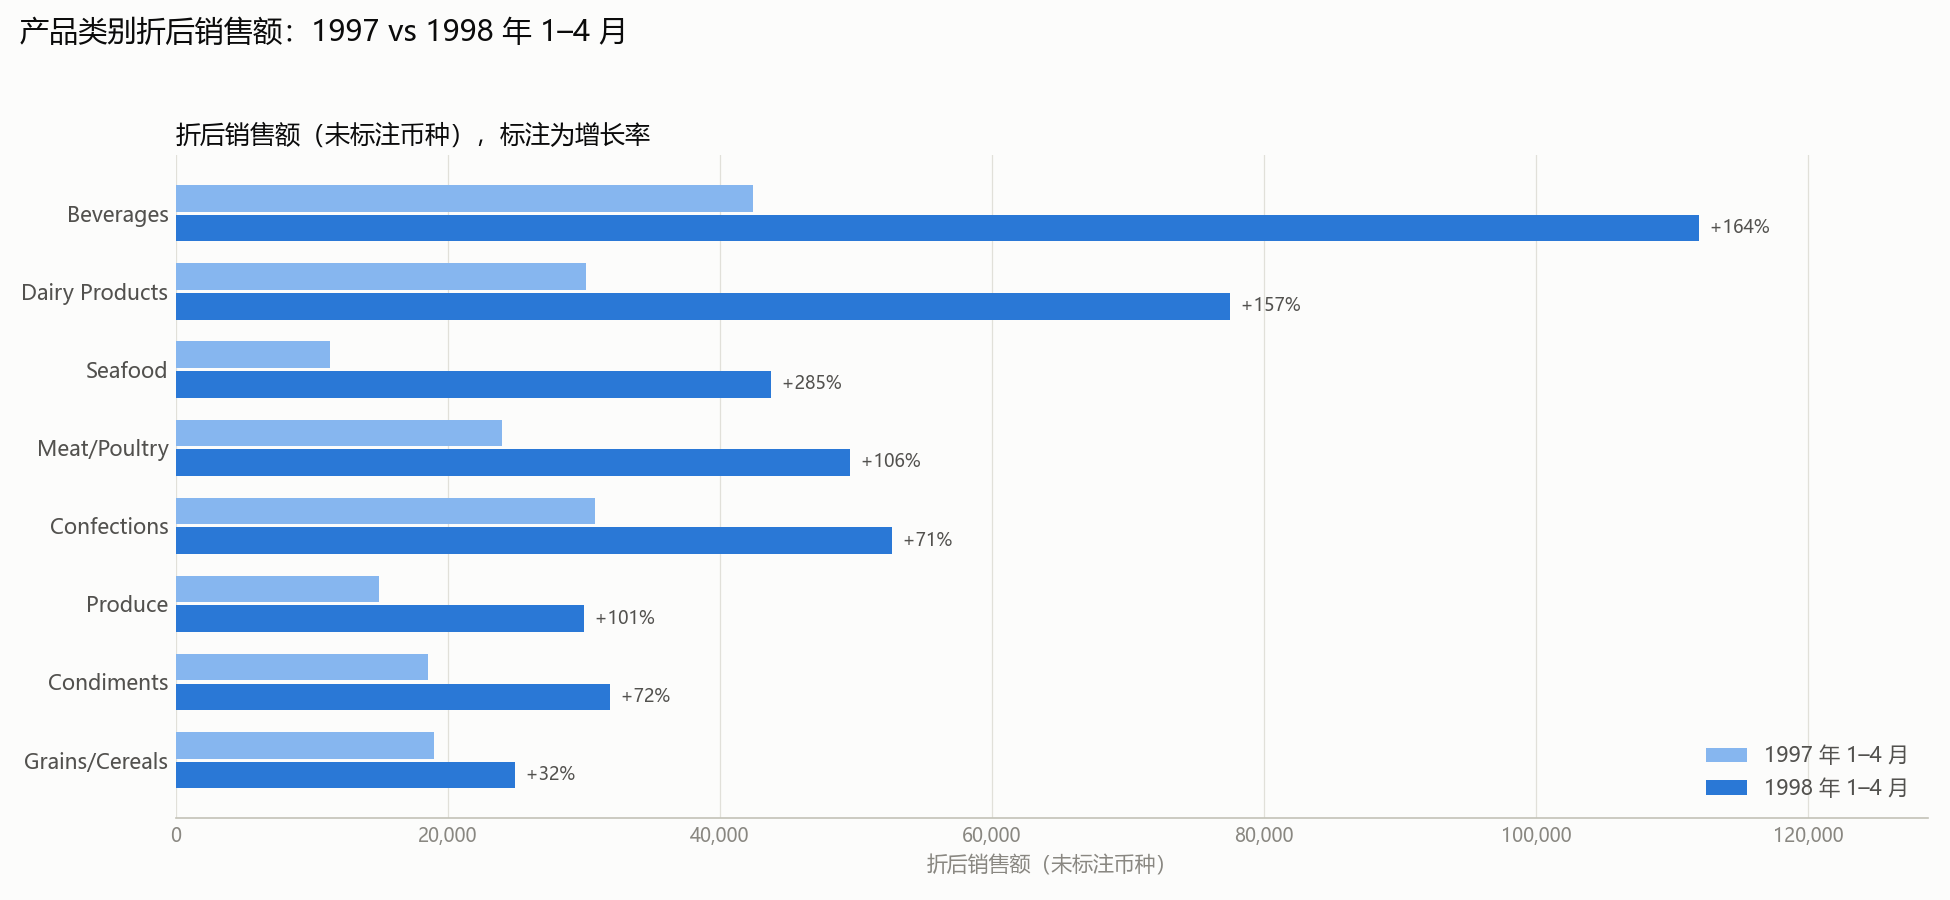 产品类别折后销售额：1997 vs 1998 年 1–4 月
折后销售额（未标注币种），标注为增长率
Beverages
+164%
Dairy Products
+157%
Seafood
+285%
Meat/Poultry
+106%
Confections
+71%
Produce
+101%
Condiments
+72%
Grains/Cereals
+32%
1997 年 1–4 月
1998 年 1–4 月
0 20,000 40,000 60,000 80,000 100,000 120,000
折后销售额（未标注币种）